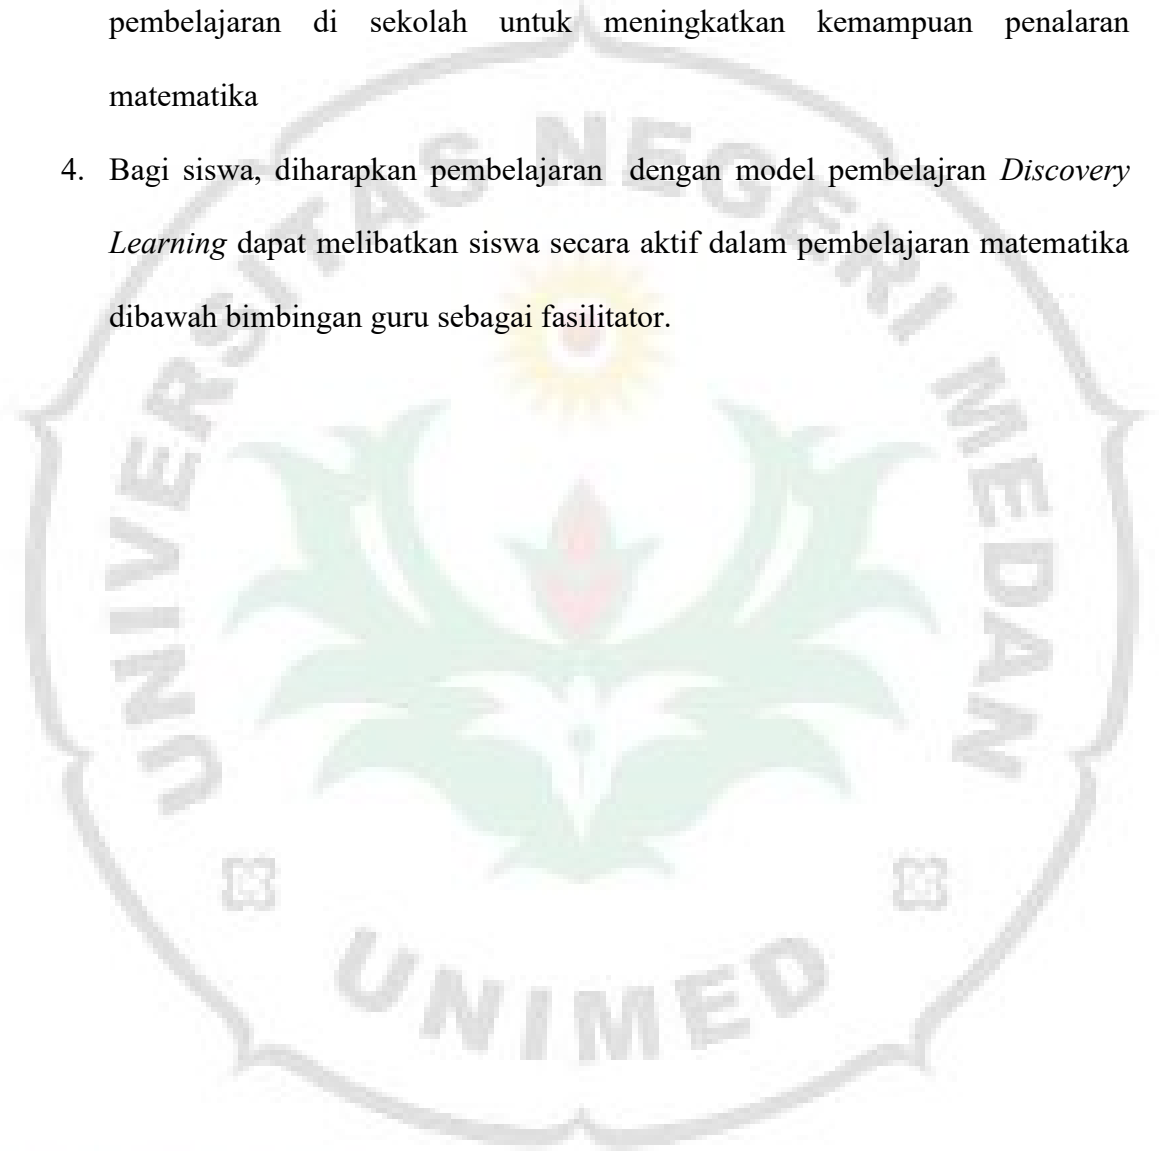 pembelajaran di sekolah untuk meningkatkan kemampuan penalaran
matematika
4. Bagi siswa, diharapkan pembelajaran dengan model pembelajran Discovery
Learning dapat melibatkan siswa secara aktif dalam pembelajaran matematika
dibawah bimbingan guru sebagai fasilitator.
UNIVERSITAS NEGERI MEDAN
UNIMED